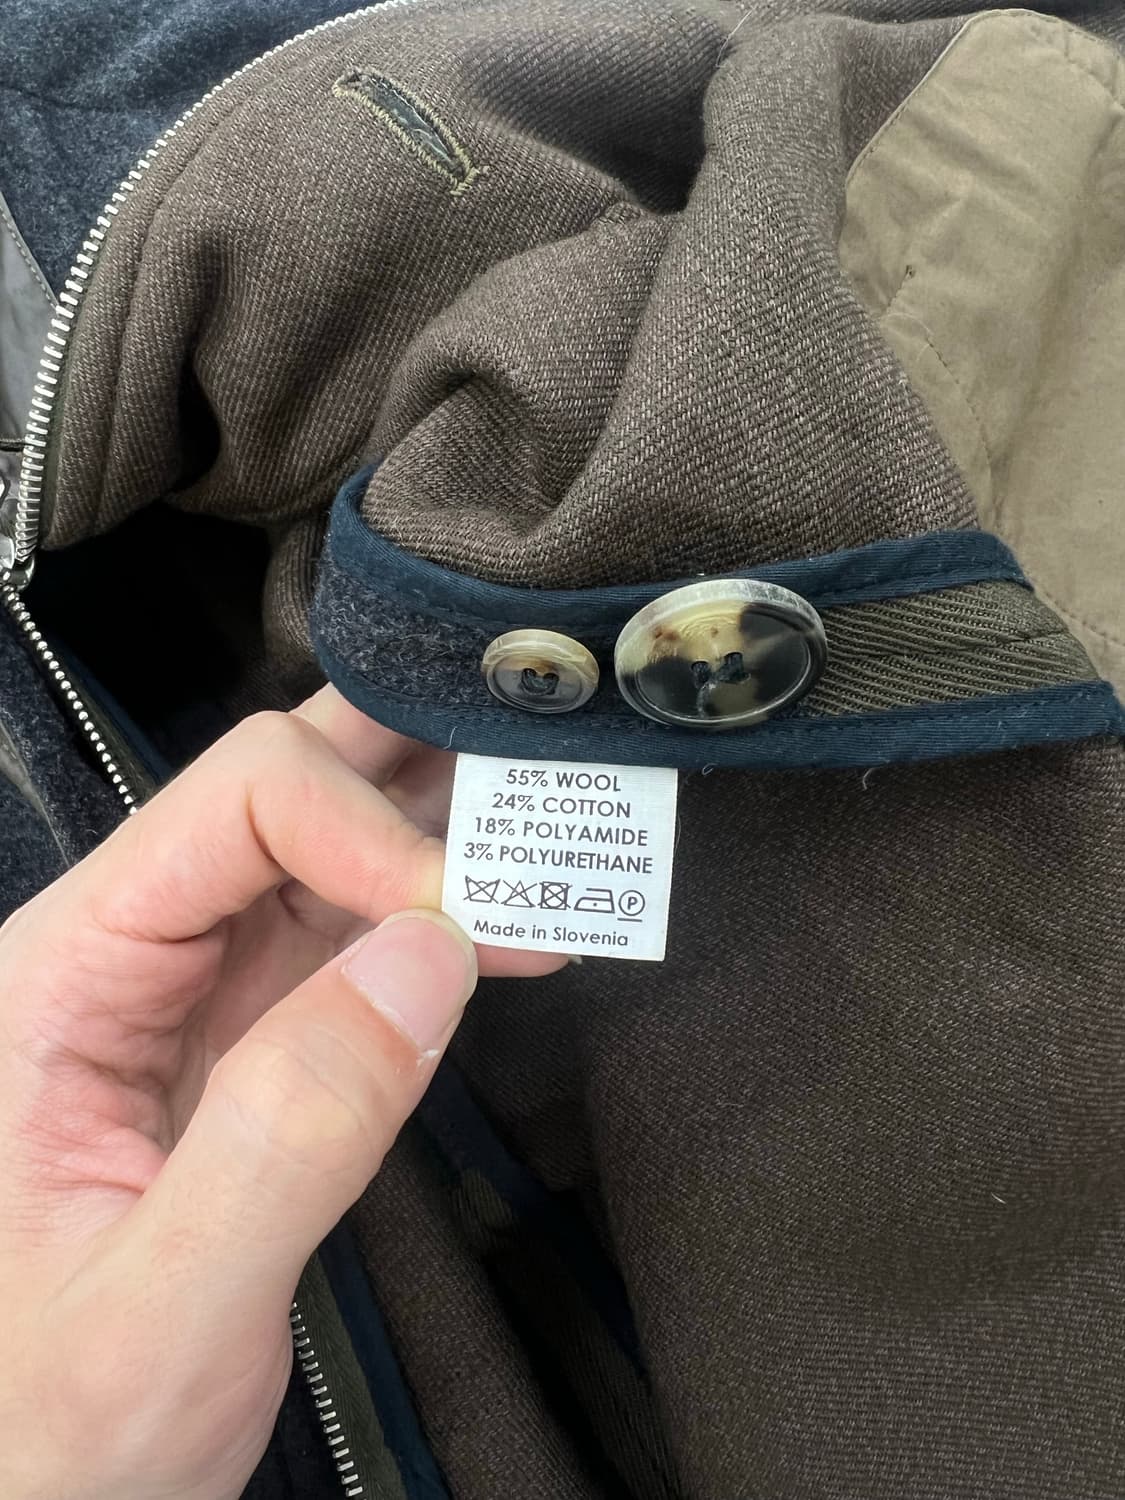 55% WOOL
24% COTTON
18% POLYAMIDE
3% POLYURETHANE
P
Made in Slovenia